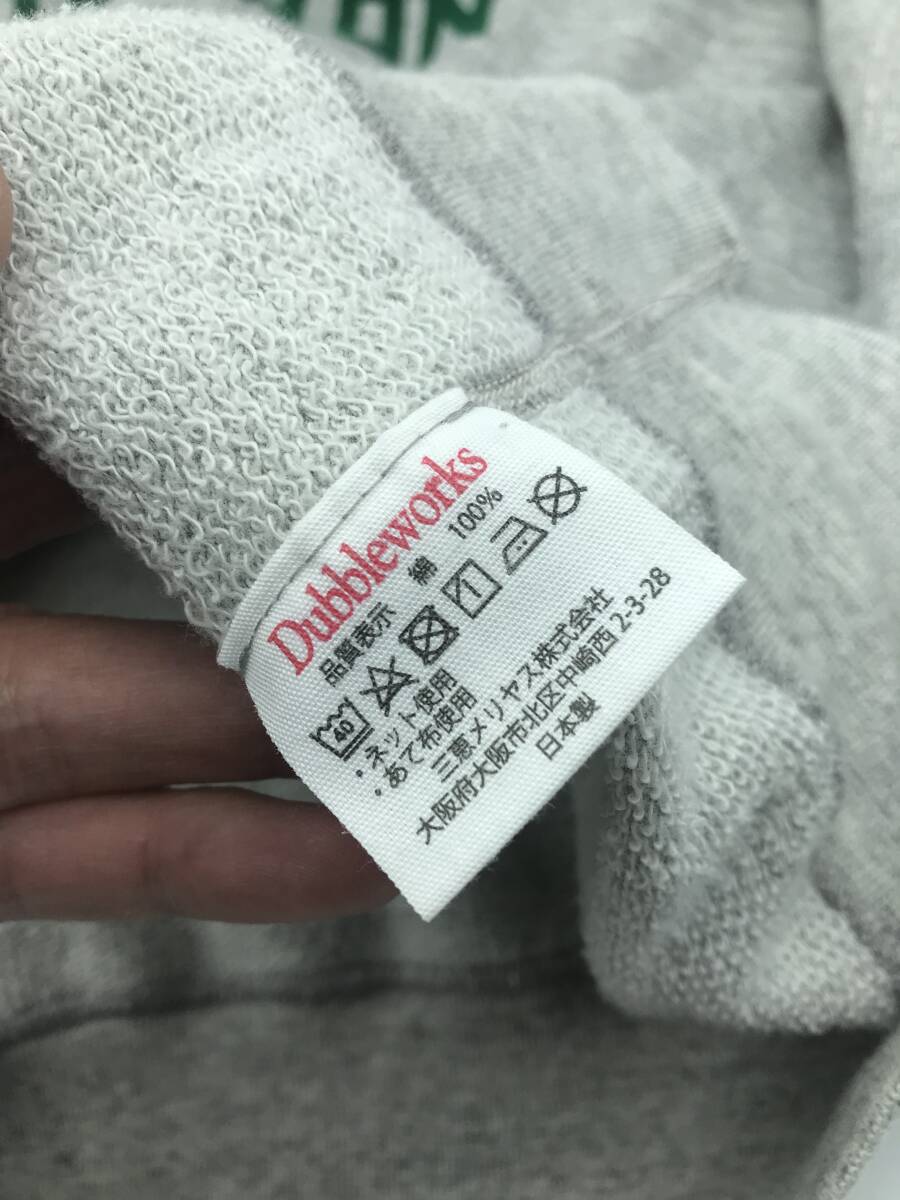 Dubbleworks
品質表示 綿 100%
40
・ネット使用
・あて布使用
三恵メリヤス株式会社
大阪府大阪市北区中崎西 2-3-28
日本製